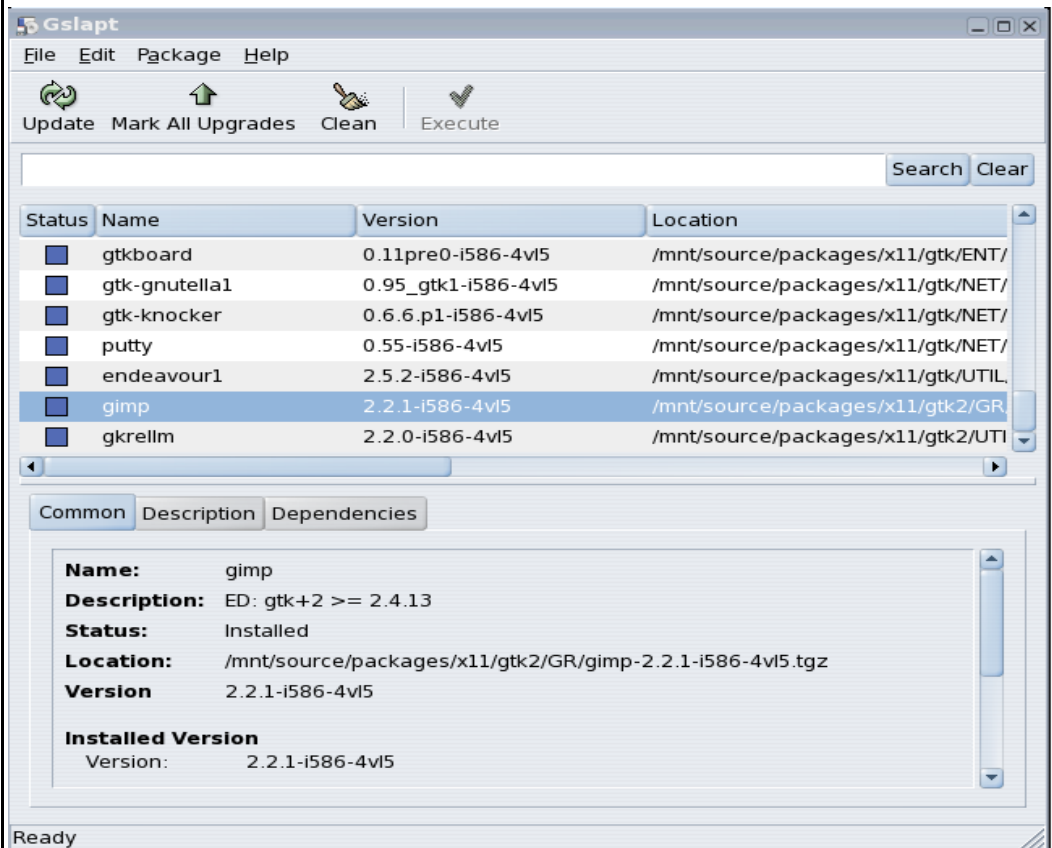 Gslapt
File Edit Package Help
Update Mark All Upgrades Clean Execute
Search Clear
Status Name Version Location
gtkboard 0.11pre0-i586-4vl5 /mnt/source/packages/x11/gtk/ENT/
gtk-gnutella1 0.95_gtk1-i586-4vl5 /mnt/source/packages/x11/gtk/NET/
gtk-knocker 0.6.6.p1-i586-4vl5 /mnt/source/packages/x11/gtk/NET/
putty 0.55-i586-4vl5 /mnt/source/packages/x11/gtk/NET/
endeavour1 2.5.2-i586-4vl5 /mnt/source/packages/x11/gtk/UTIL,
gimp 2.2.1-i586-4vl5 /mnt/source/packages/x11/gtk2/GR,
gkrellm 2.2.0-i586-4vl5 /mnt/source/packages/x11/gtk2/UTI
Common Description Dependencies
Name: gimp
Description: ED: gtk+2 >= 2.4.13
Status: Installed
Location: /mnt/source/packages/x11/gtk2/GR/gimp-2.2.1-i586-4vl5.tgz
Version 2.2.1-i586-4vl5
Installed Version
Version: 2.2.1-i586-4vl5
Ready